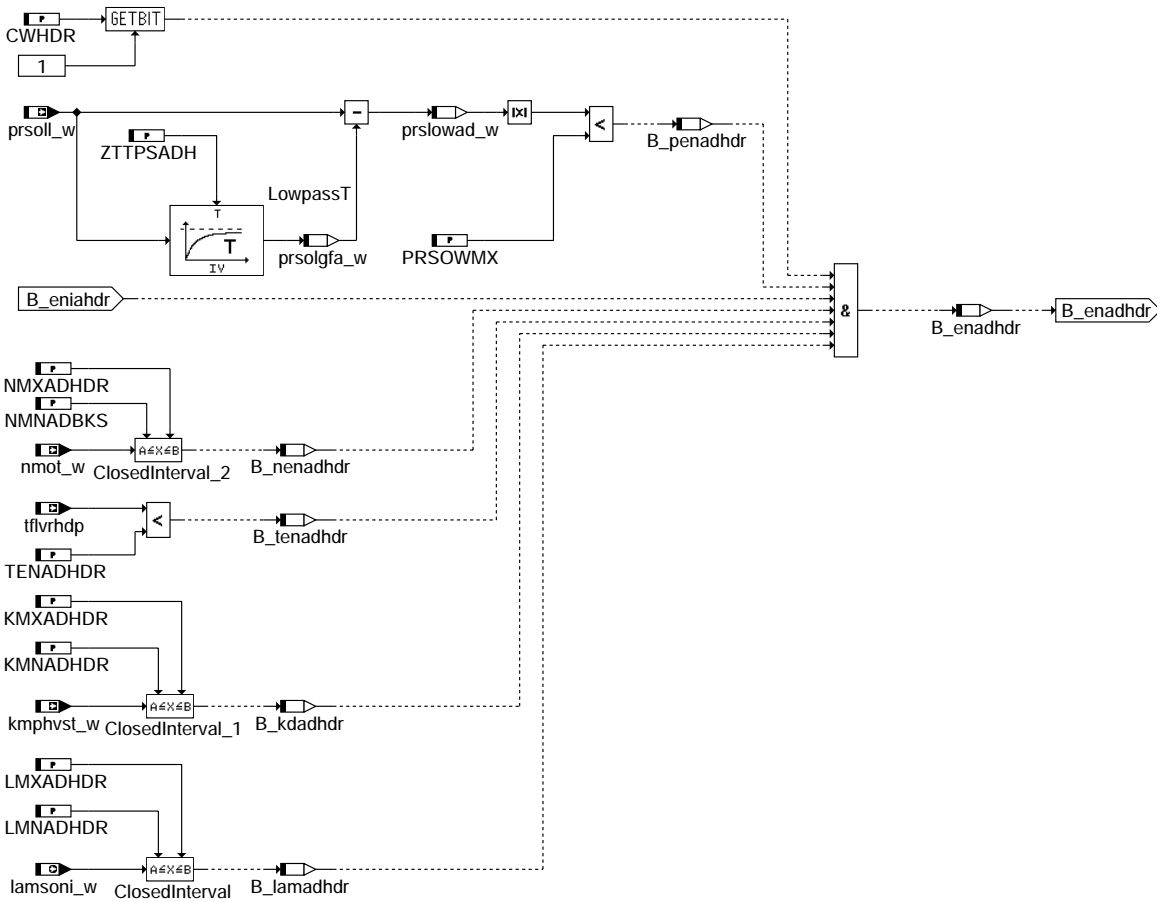 P
GETBIT
CWHDR
1
prsoll_w
P
ZTTPSADH
-
prslowad_w
|x|
<
B_penadhdr
LowpassT
T
T
IV
prsolgfa_w
P
PRSOWMX
B_eniahdr
&
B_enadhdr
B_enadhdr
P
NMXADHDR
P
NMNADBKS
nmot_w
A≤X≤B
ClosedInterval_2
B_nenadhdr
tflvrhdp
<
B_tenadhdr
P
TENADHDR
P
KMXADHDR
P
KMNADHDR
kmphvst_w
A≤X≤B
ClosedInterval_1
B_kdadhdr
P
LMXADHDR
P
LMNADHDR
lamsoni_w
A≤X≤B
ClosedInterval
B_lamadhdr